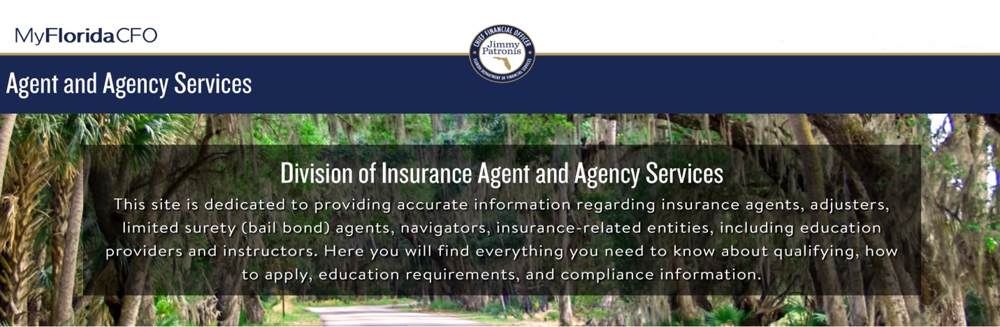 MyFloridaCFO
CHIEF FINANCIAL OFFICER
Jimmy
Patronis
FLORIDA DEPARTMENT OF FINANCIAL SERVICES
Agent and Agency Services
Division of Insurance Agent and Agency Services
This site is dedicated to providing accurate information regarding insurance agents, adjusters,
limited surety (bail bond) agents, navigators, insurance-related entities, including education
providers and instructors. Here you will find everything you need to know about qualifying, how
to apply, education requirements, and compliance information.